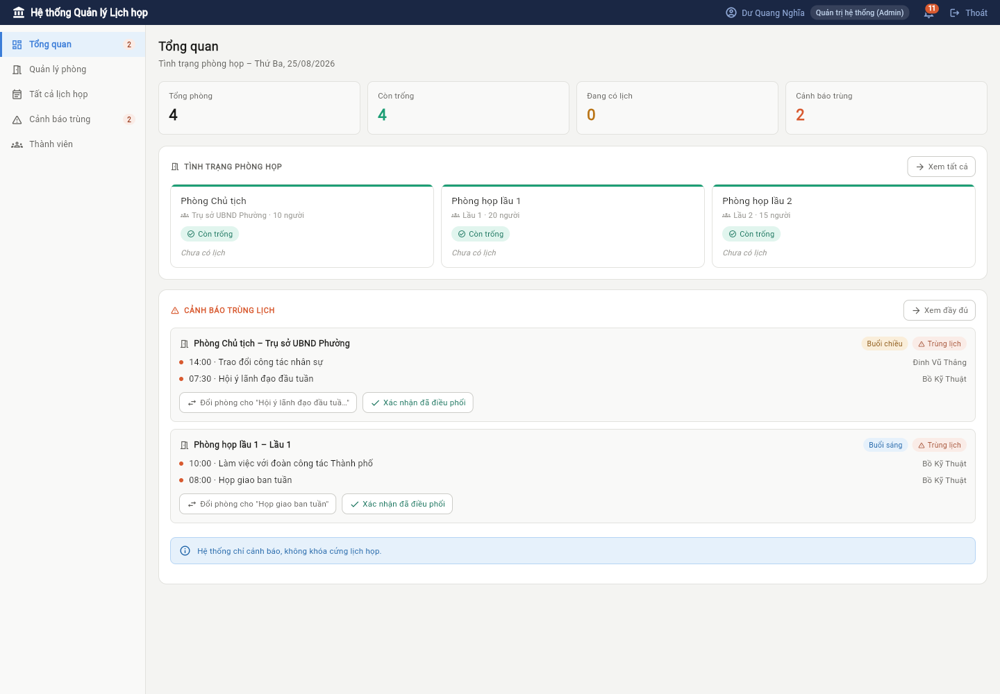 Hệ thống Quản lý Lịch họp
Dư Quang Nghĩa
Quản trị hệ thống (Admin)
11
Thoát
Tổng quan
2
Quản lý phòng
Tất cả lịch họp
Cảnh báo trùng
2
Thành viên
Tổng quan
Tình trạng phòng họp – Thứ Ba, 25/08/2026
Tổng phòng
4
Còn trống
4
Đang có lịch
0
Cảnh báo trùng
2
TÌNH TRẠNG PHÒNG HỌP
Xem tất cả
Phòng Chủ tịch
Trụ sở UBND Phường · 10 người
Còn trống
Chưa có lịch
Phòng họp lầu 1
Lầu 1 · 20 người
Còn trống
Chưa có lịch
Phòng họp lầu 2
Lầu 2 · 15 người
Còn trống
Chưa có lịch
CẢNH BÁO TRÙNG LỊCH
Xem đầy đủ
Phòng Chủ tịch – Trụ sở UBND Phường
Buổi chiều
Trùng lịch
14:00 · Trao đổi công tác nhân sự
Đinh Vũ Thăng
07:30 · Hội ý lãnh đạo đầu tuần
Bồ Kỹ Thuật
Đổi phòng cho "Hội ý lãnh đạo đầu tuầ…"
Xác nhận đã điều phối
Phòng họp lầu 1 – Lầu 1
Buổi sáng
Trùng lịch
10:00 · Làm việc với đoàn công tác Thành phố
Bồ Kỹ Thuật
08:00 · Họp giao ban tuần
Bồ Kỹ Thuật
Đổi phòng cho "Họp giao ban tuần"
Xác nhận đã điều phối
Hệ thống chỉ cảnh báo, không khóa cứng lịch họp.